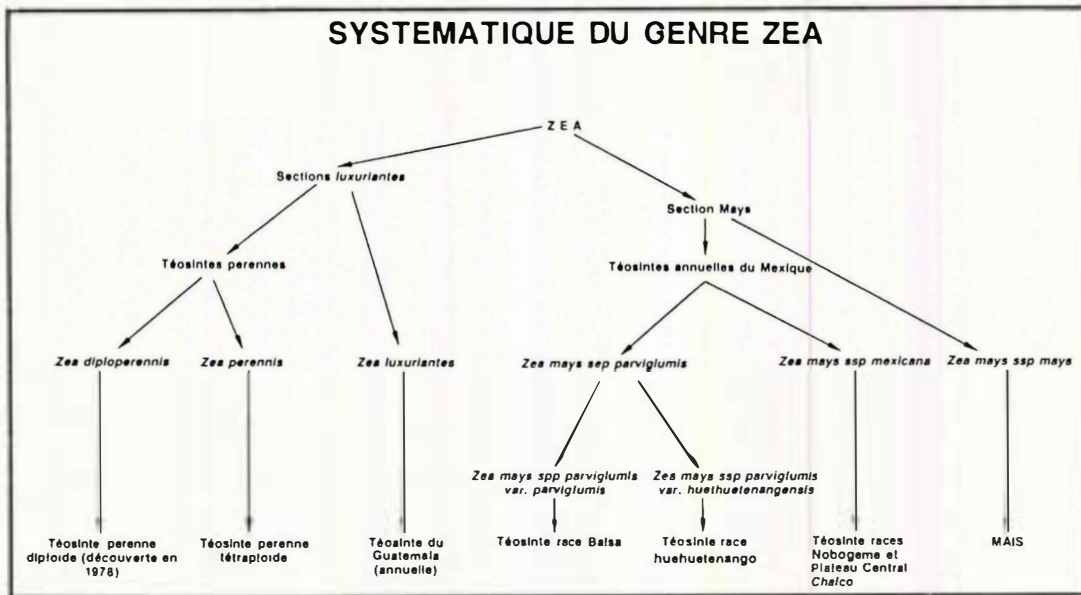 SYSTEMATIQUE DU GENRE ZEA
ZEA
Sections luxuriantes
Section Mays
Téosintes perennes
Téosintes annuelles du Mexique
Zea diploperennis
Zea perennis
Zea luxuriantes
Zea mays sep parviglumis
Zea mays ssp mexicana
Zea mays ssp mays
Zea mays spp parviglumis
var. parviglumis
Zea mays ssp parviglumis
var. huethuetenangensis
Téosinte perenne
diploide (découverte en
1978)
Téosinte perenne
tétraploide
Téosinte du
Guatemala
(annuelle)
Téosinte race Balsa
Téosinte race
huehuetenango
Téosinte races
Nobogeme et
Plateau Central
Chalco
MAIS